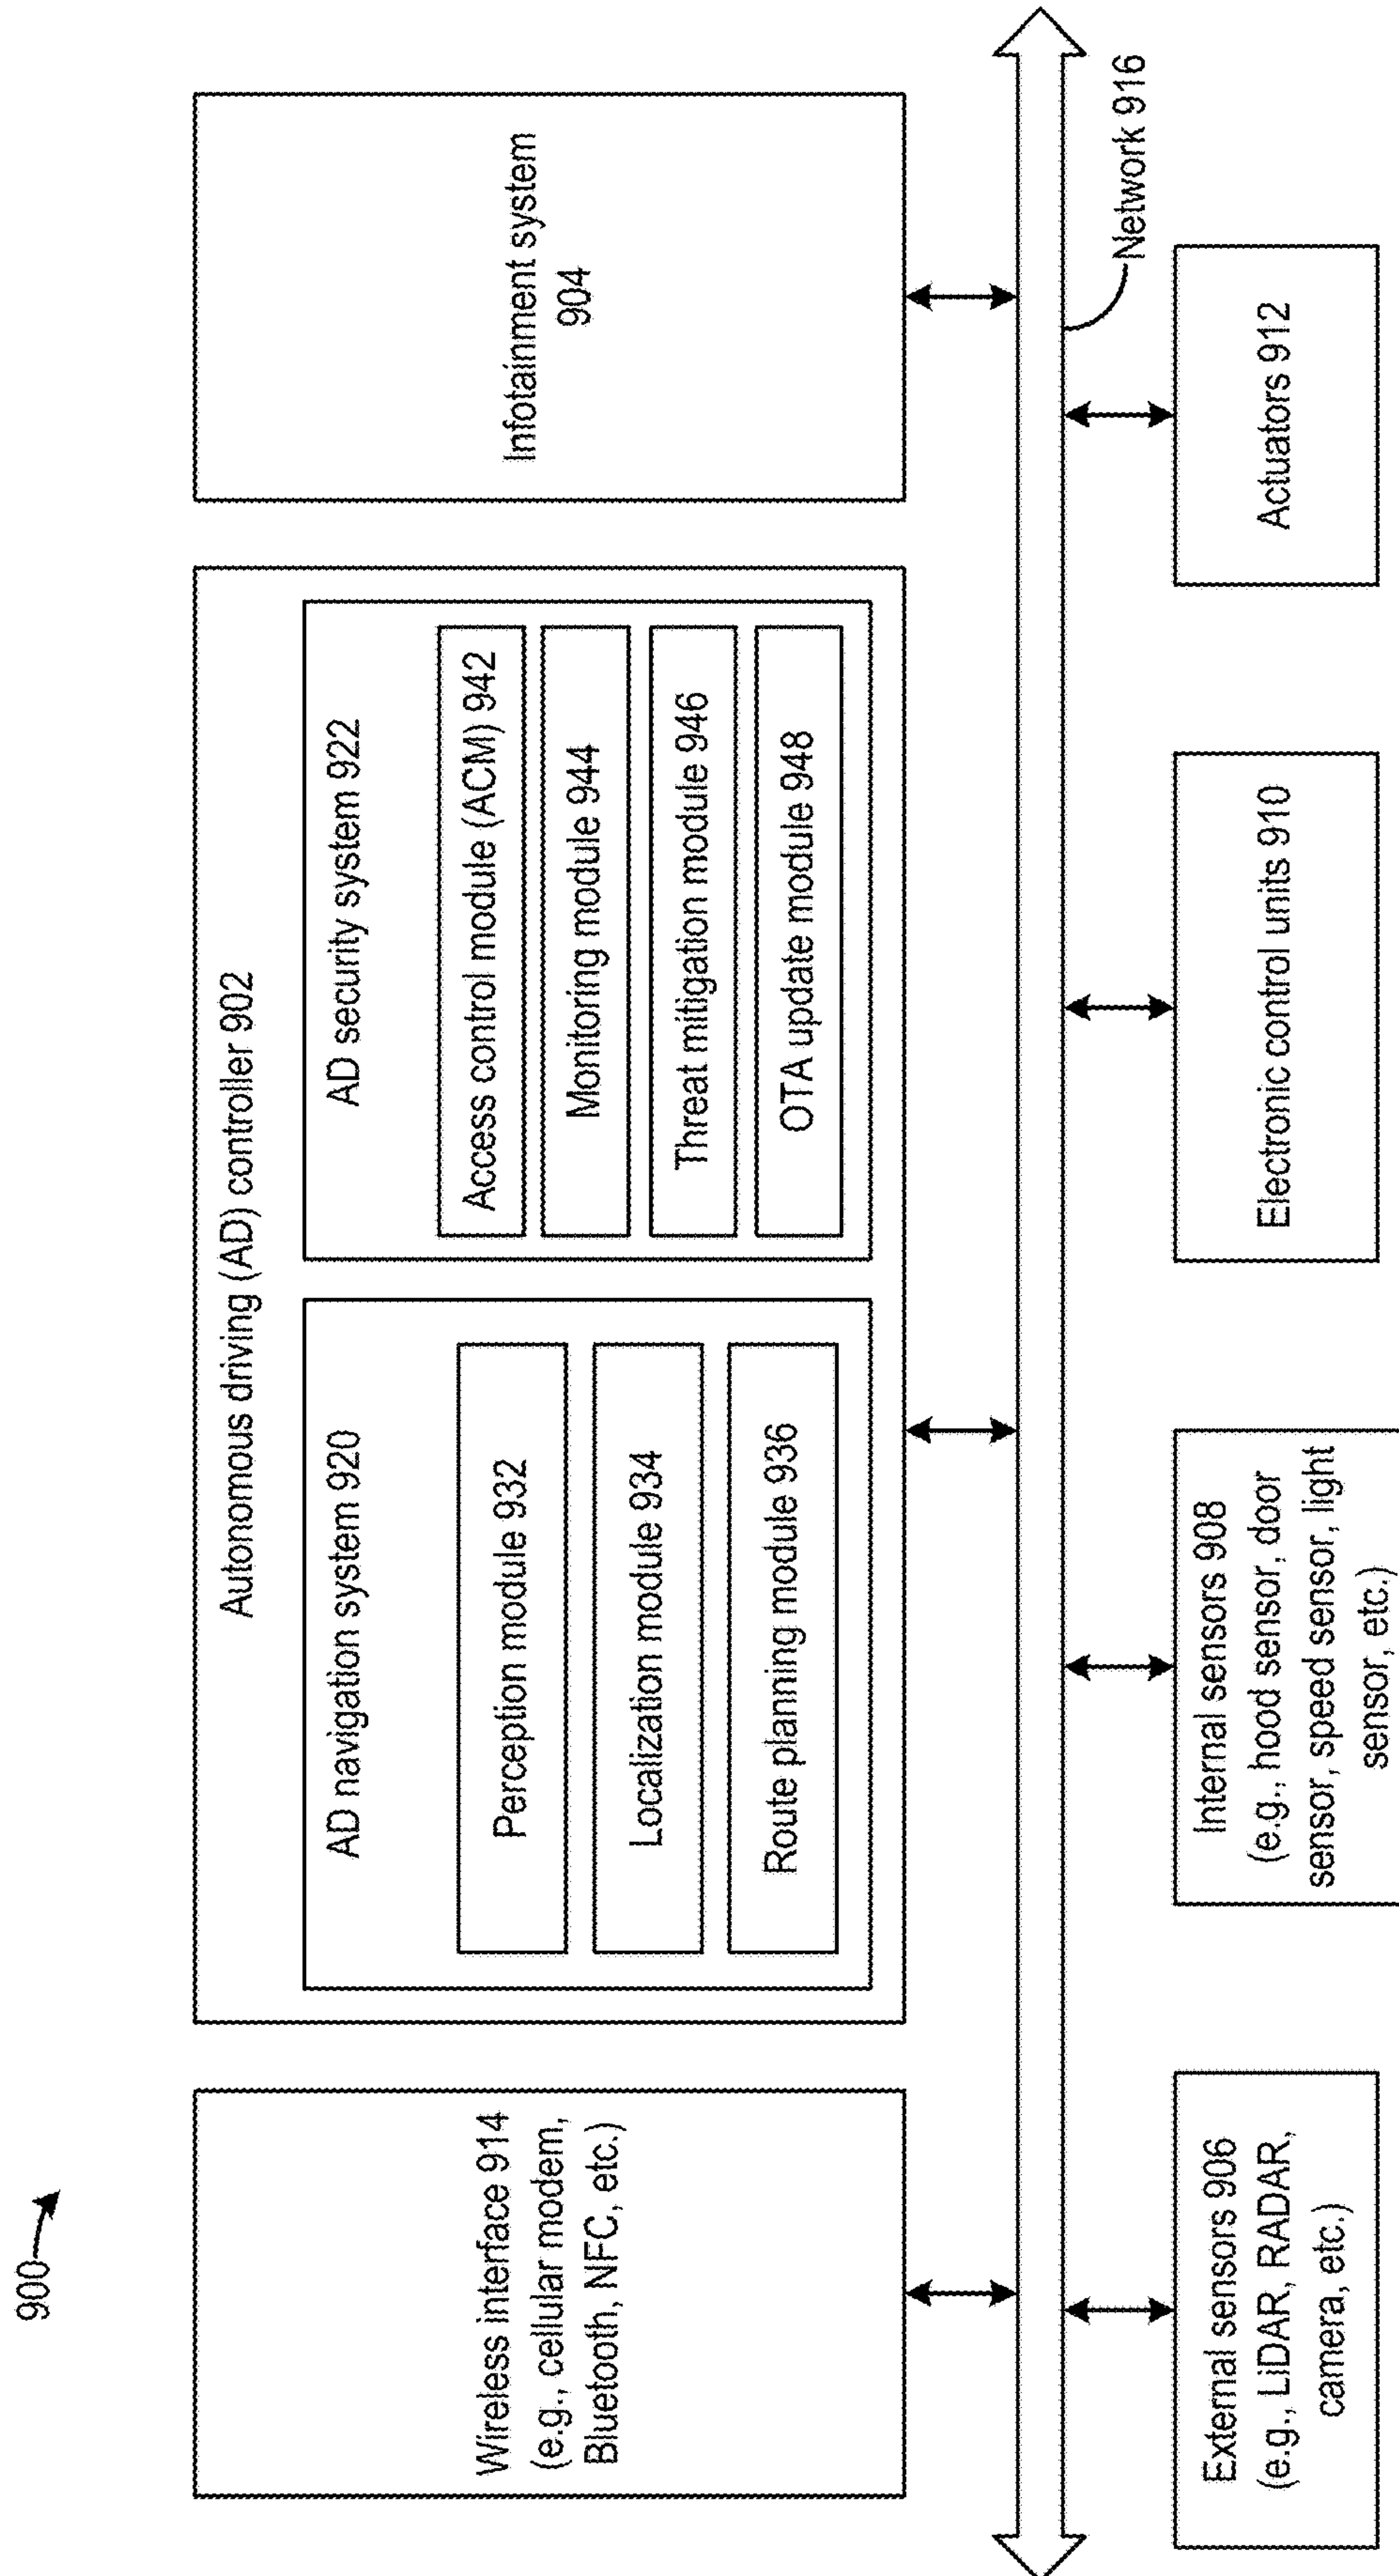 900
Wireless interface 914
(e.g., cellular modem,
Bluetooth, NFC, etc.)
Autonomous driving (AD) controller 902
AD navigation system 920
Perception module 932
Localization module 934
Route planning module 936
AD security system 922
Access control module (ACM) 942
Monitoring module 944
Threat mitigation module 946
OTA update module 948
Infotainment system
904
Network 916
External sensors 906
(e.g., LiDAR, RADAR,
camera, etc.)
Internal sensors 908
(e.g., hood sensor, door
sensor, speed sensor, light
sensor, etc.)
Electronic control units 910
Actuators 912